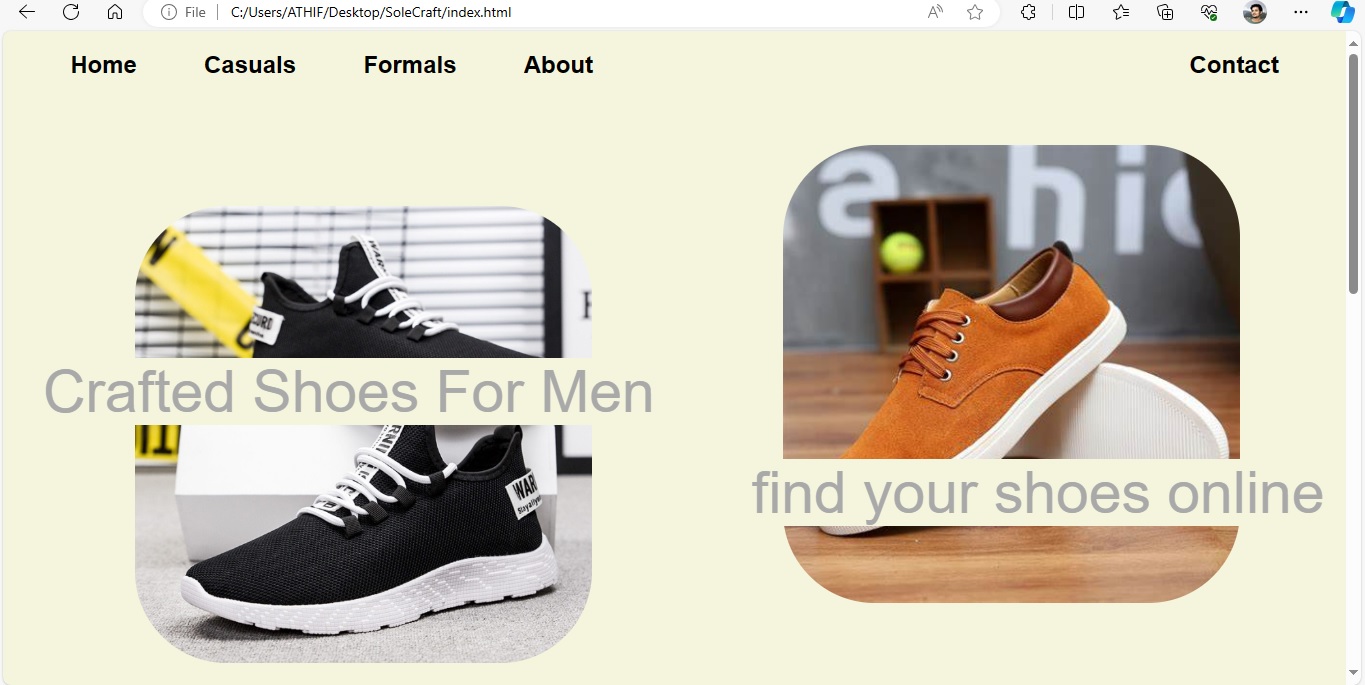 File C:/Users/ATHIF/Desktop/SoleCraft/index.html
Home Casuals Formals About Contact
Crafted Shoes For Men
find your shoes online